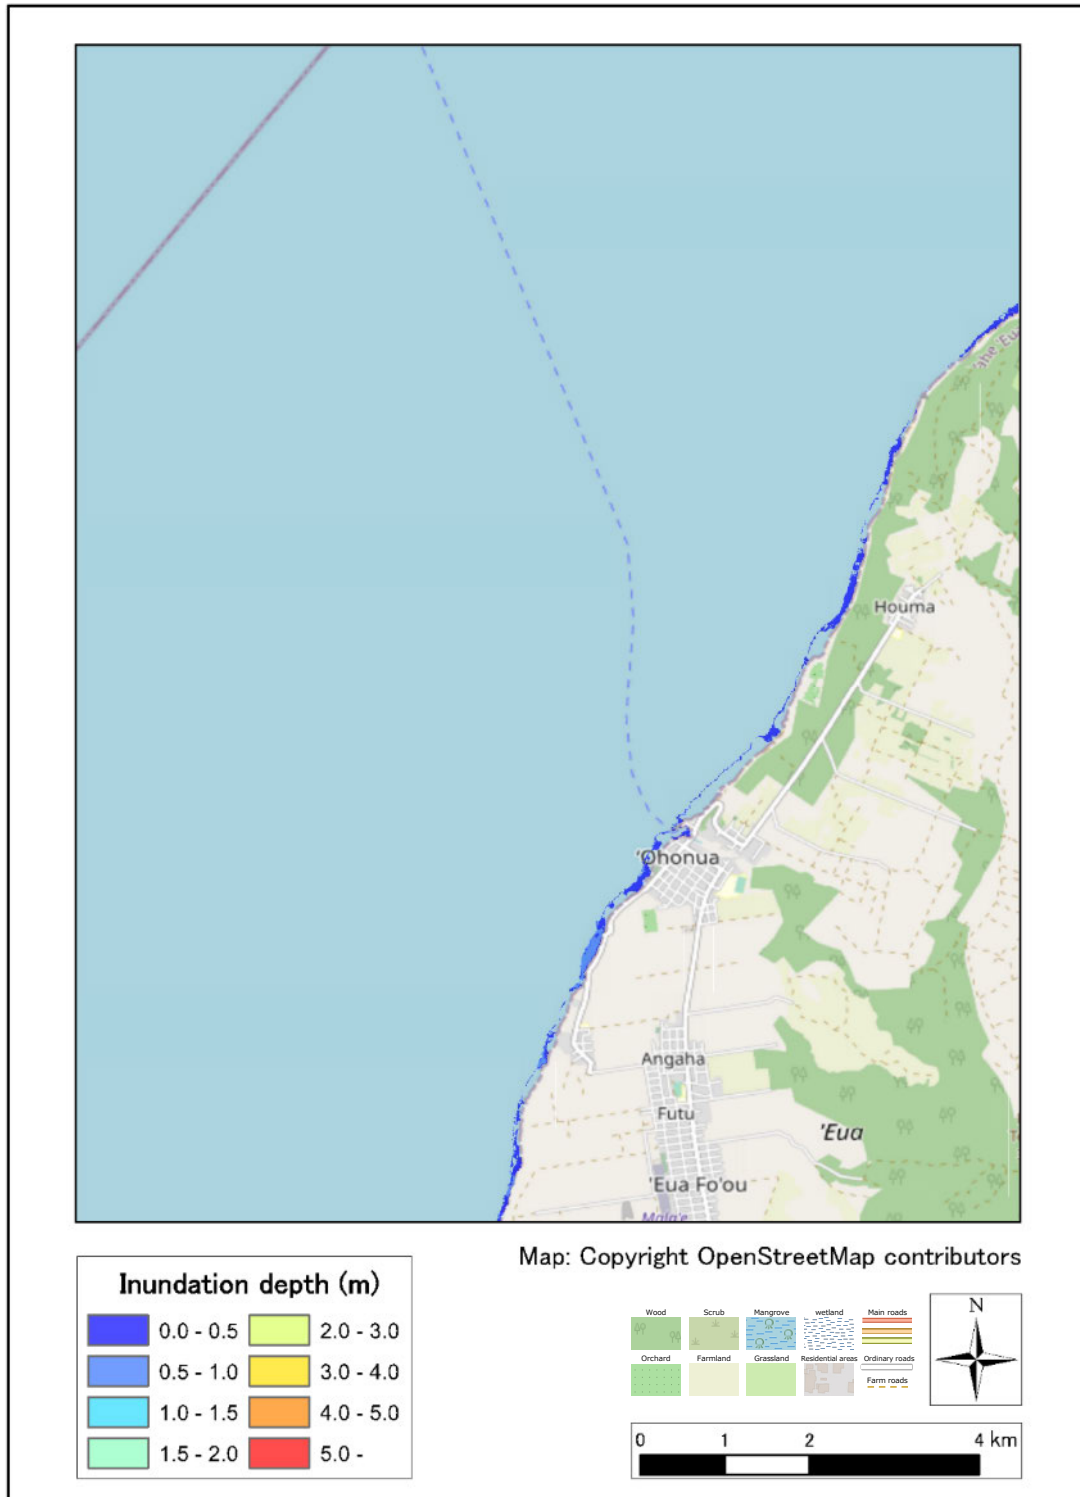 Houma
'Ohonua
Angaha
Futu
'Eua
'Eua Fo'ou
Mala'e
Map: Copyright OpenStreetMap contributors
Inundation depth (m)
0.0 - 0.5
2.0 - 3.0
0.5 - 1.0
3.0 - 4.0
1.0 - 1.5
4.0 - 5.0
1.5 - 2.0
5.0 -
Wood
Scrub
Mangrove
wetland
Main roads
Orchard
Farmland
Grassland
Residential areas
Ordinary roads
Farm roads
N
0 1 2 4 km